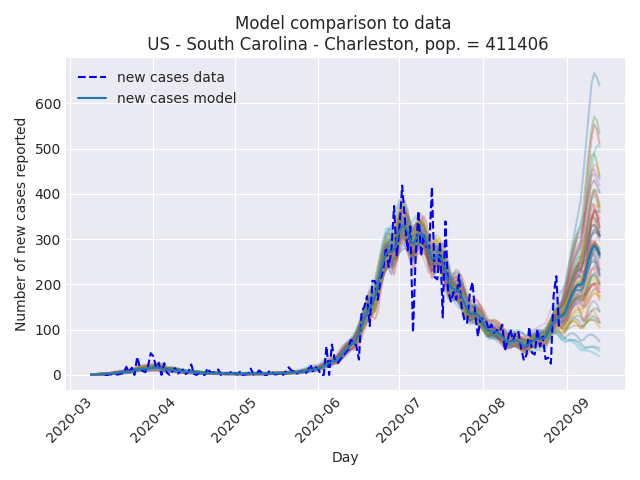 Model comparison to data
US - South Carolina - Charleston, pop. = 411406
new cases data
new cases model
Number of new cases reported
600
500
400
300
200
100
0
2020-03
2020-04
2020-05
2020-06
2020-07
2020-08
2020-09
Day